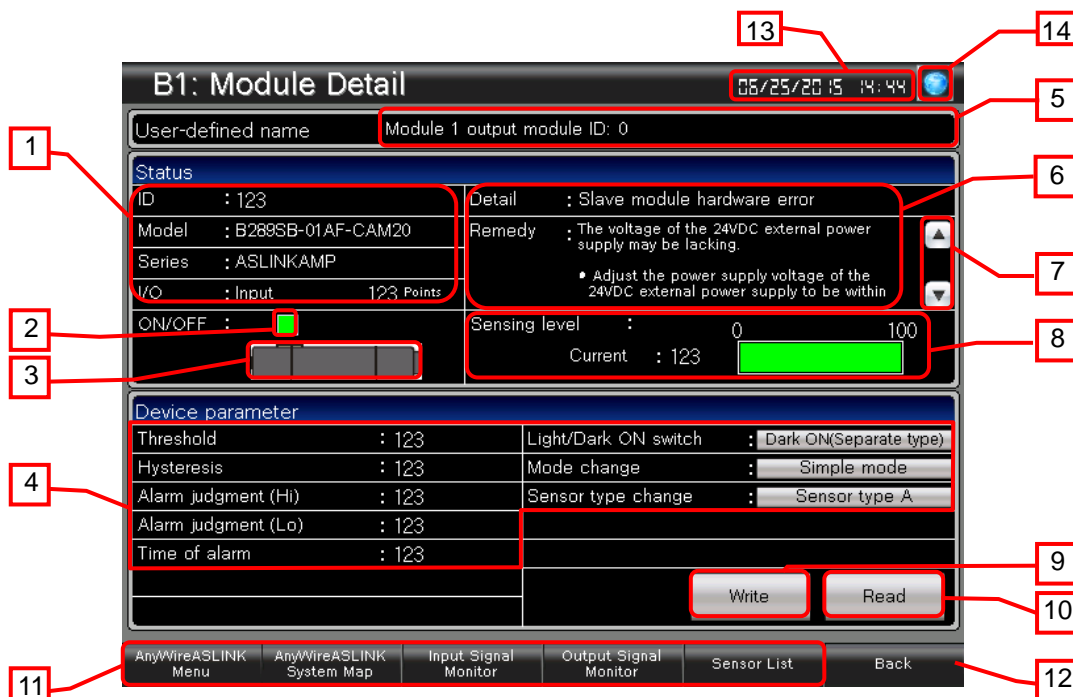 13
14
B1: Module Detail
06/25/2015 14:44
5
User-defined name
Module 1 output module ID: 0
1
Status
6
ID : 123
Detail : Slave module hardware error
Model : B289SB-01AF-CAM20
Remedy : The voltage of the 24VDC external power
supply may be lacking.
Series : ASLINKAMP
• Adjust the power supply voltage of the
24VDC external power supply to be within
7
I/O : Input 123 Points
2
ON/OFF :
Sensing level : 0 100
8
3
Current : 123
Device parameter
Threshold : 123
Light/Dark ON switch : Dark ON(Separate type)
Hysteresis : 123
Mode change : Simple mode
4
Alarm judgment (Hi) : 123
Sensor type change : Sensor type A
Alarm judgment (Lo) : 123
Time of alarm : 123
9
Write
Read
10
AnyWireASLINK
Menu
AnyWireASLINK
System Map
Input Signal
Monitor
Output Signal
Monitor
Sensor List
Back
11
12